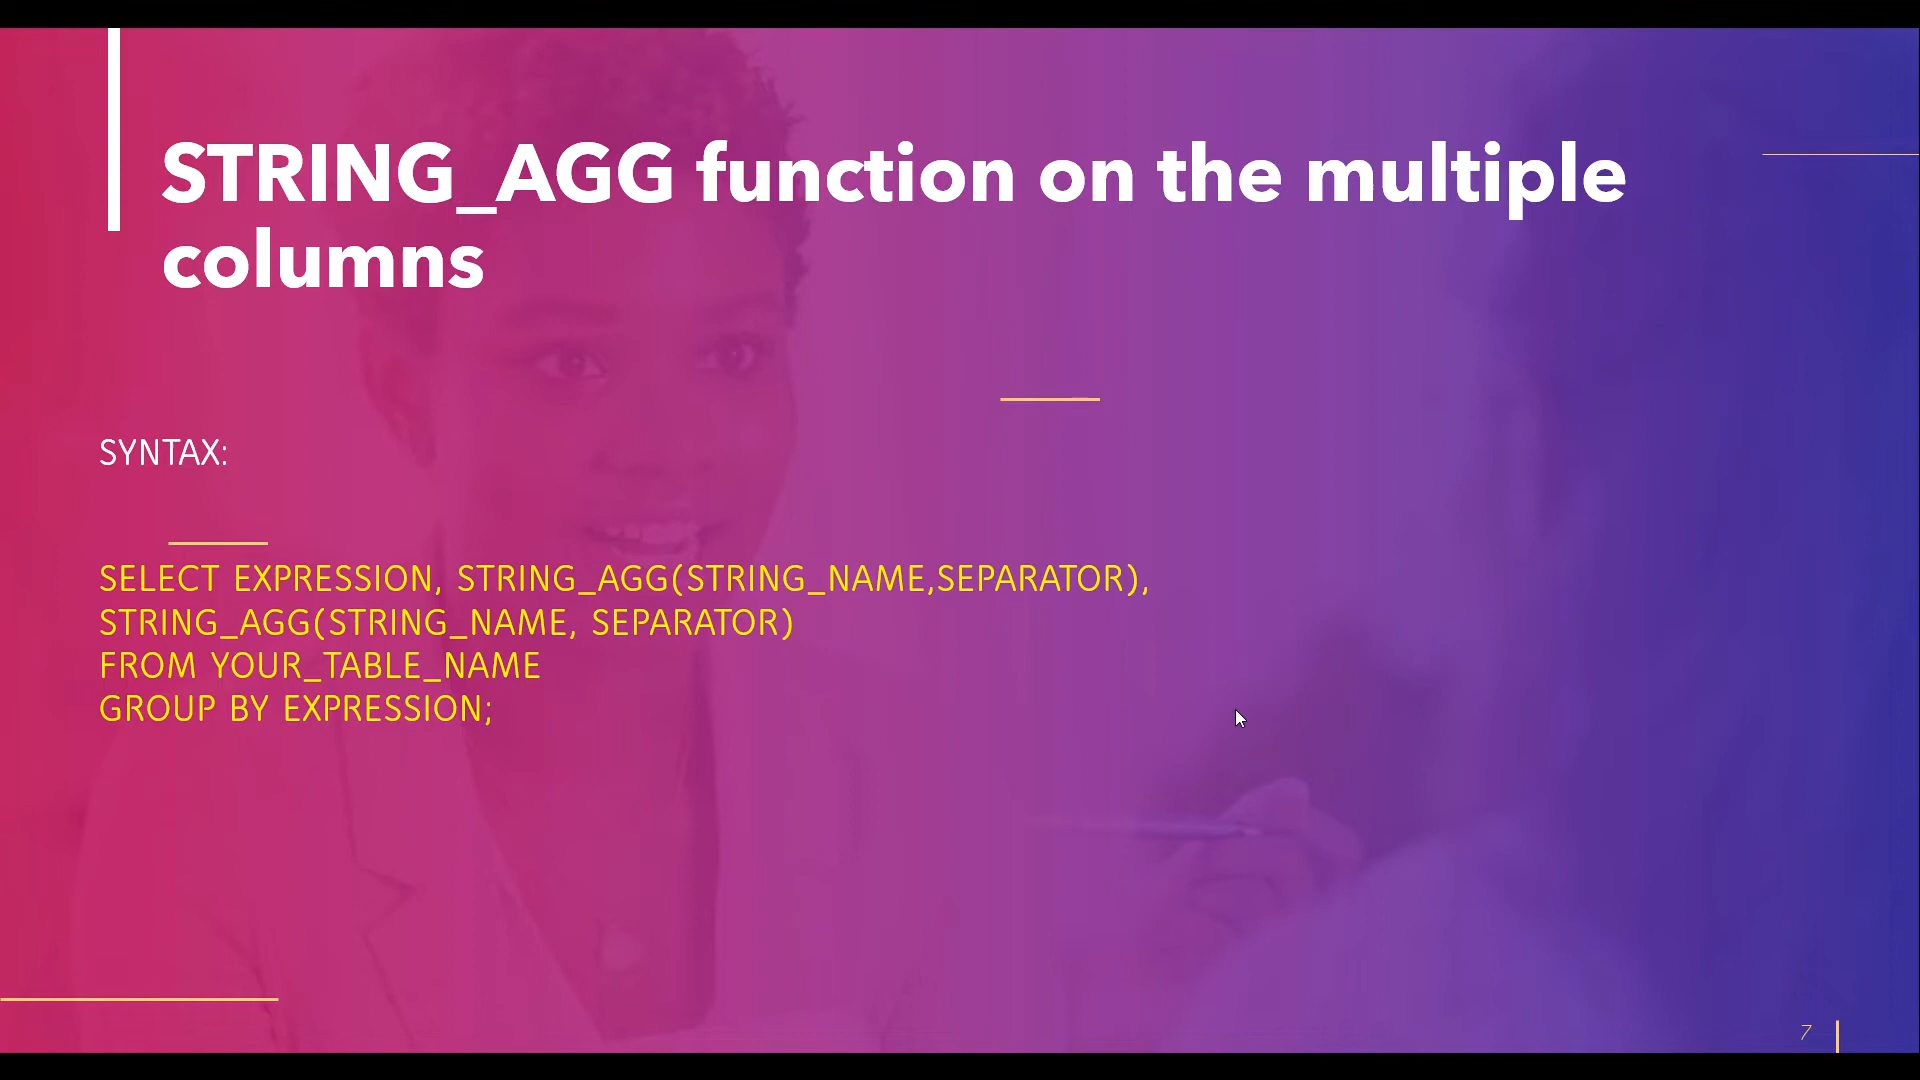 STRING_AGG function on the multiple
columns
SYNTAX:
SELECT EXPRESSION, STRING_AGG(STRING_NAME,SEPARATOR),
STRING_AGG(STRING_NAME, SEPARATOR)
FROM YOUR_TABLE_NAME
GROUP BY EXPRESSION;
7